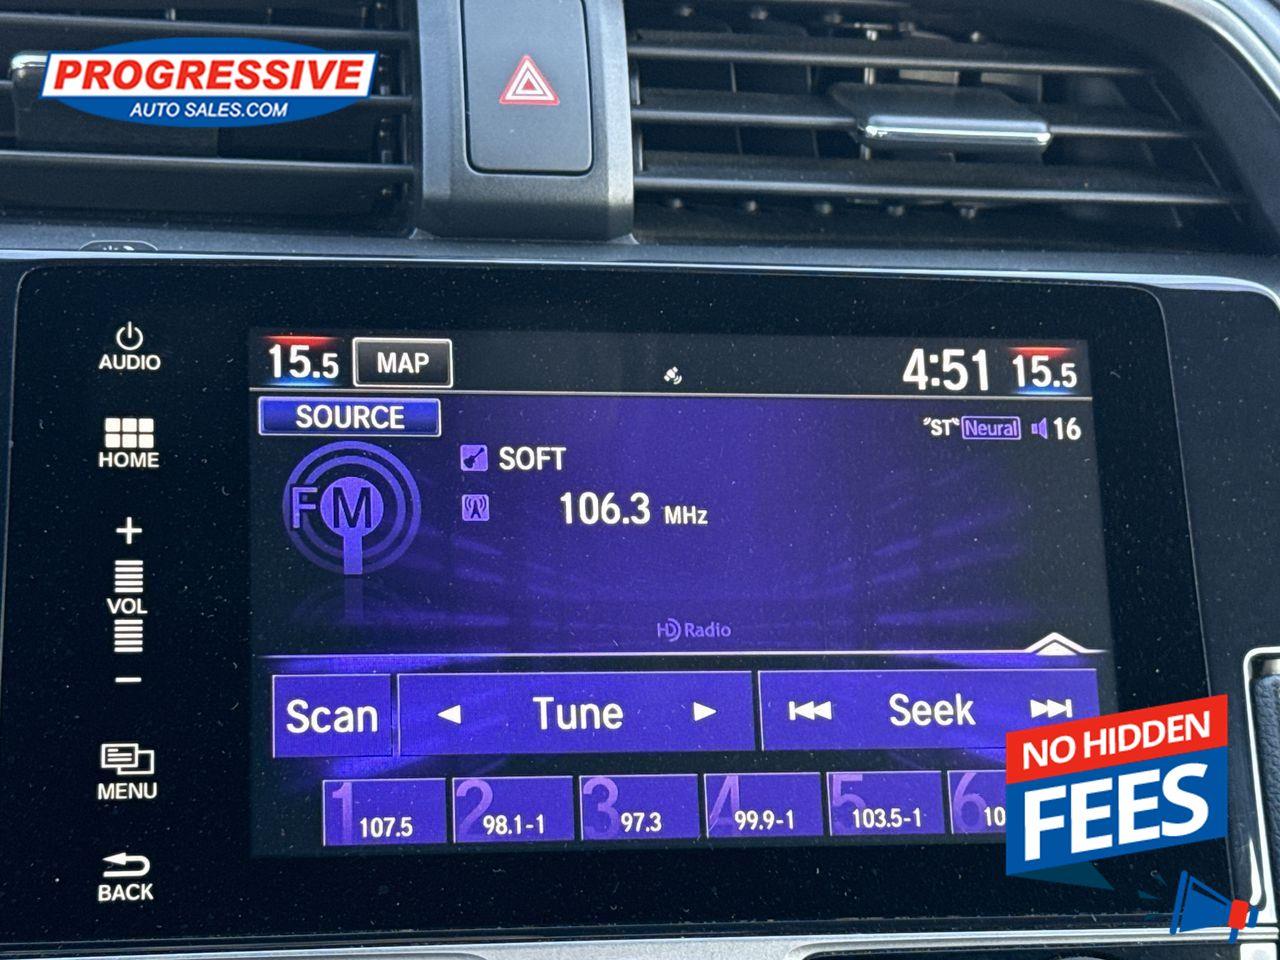 PROGRESSIVE
AUTO SALES.COM
AUDIO
HOME
+
VOL
−
MENU
BACK
15.5 MAP 4:51 15.5
SOURCE "ST" Neural 16
FM SOFT
106.3 MHz
HD Radio
Scan Tune Seek
1 107.5 2 98.1-1 3 97.3 4 99.9-1 5 103.5-1 6 10
NO HIDDEN
FEES